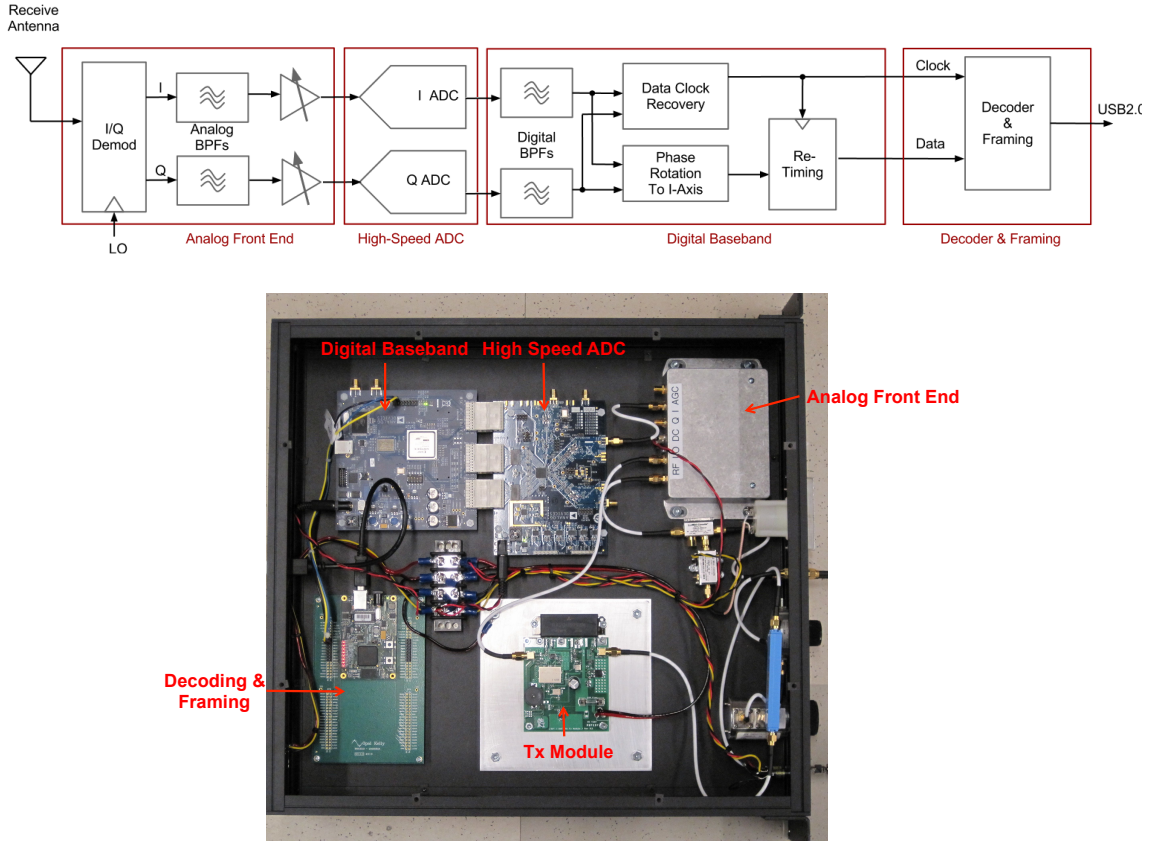 Receive
Antenna
I/Q
Demod
I
Q
LO
Analog
BPFs
Analog Front End
I ADC
Q ADC
High-Speed ADC
Digital
BPFs
Data Clock
Recovery
Phase
Rotation
To I-Axis
Re-
Timing
Digital Baseband
Clock
Data
Decoder
&
Framing
USB2.0
Decoder & Framing
Digital Baseband
High Speed ADC
Analog Front End
RF LO DC Q I AGC
Decoding &
Framing
Opal Kelly
Tx Module